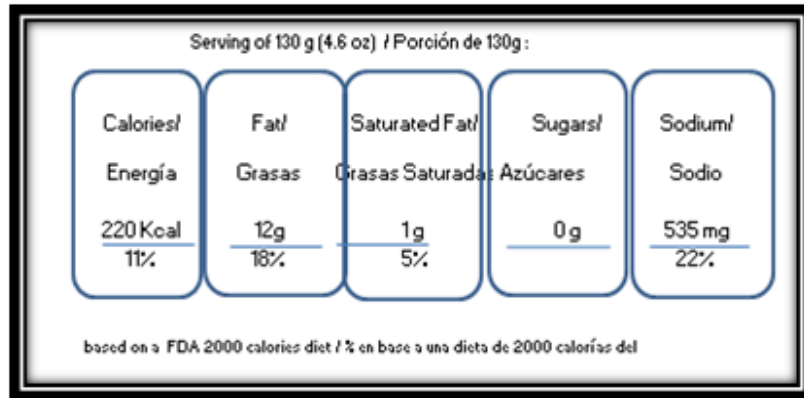 Serving of 130 g (4.6 oz) / Porción de 130g :
Calories/ Fat/ Saturated Fat/ Sugars/ Sodium/
Energía Grasas Grasas Saturadas Azúcares Sodio
220 Kcal 12g 1g 0 g 535 mg
11% 18% 5% 22%
based on a FDA 2000 calories diet / % en base a una dieta de 2000 calorías del